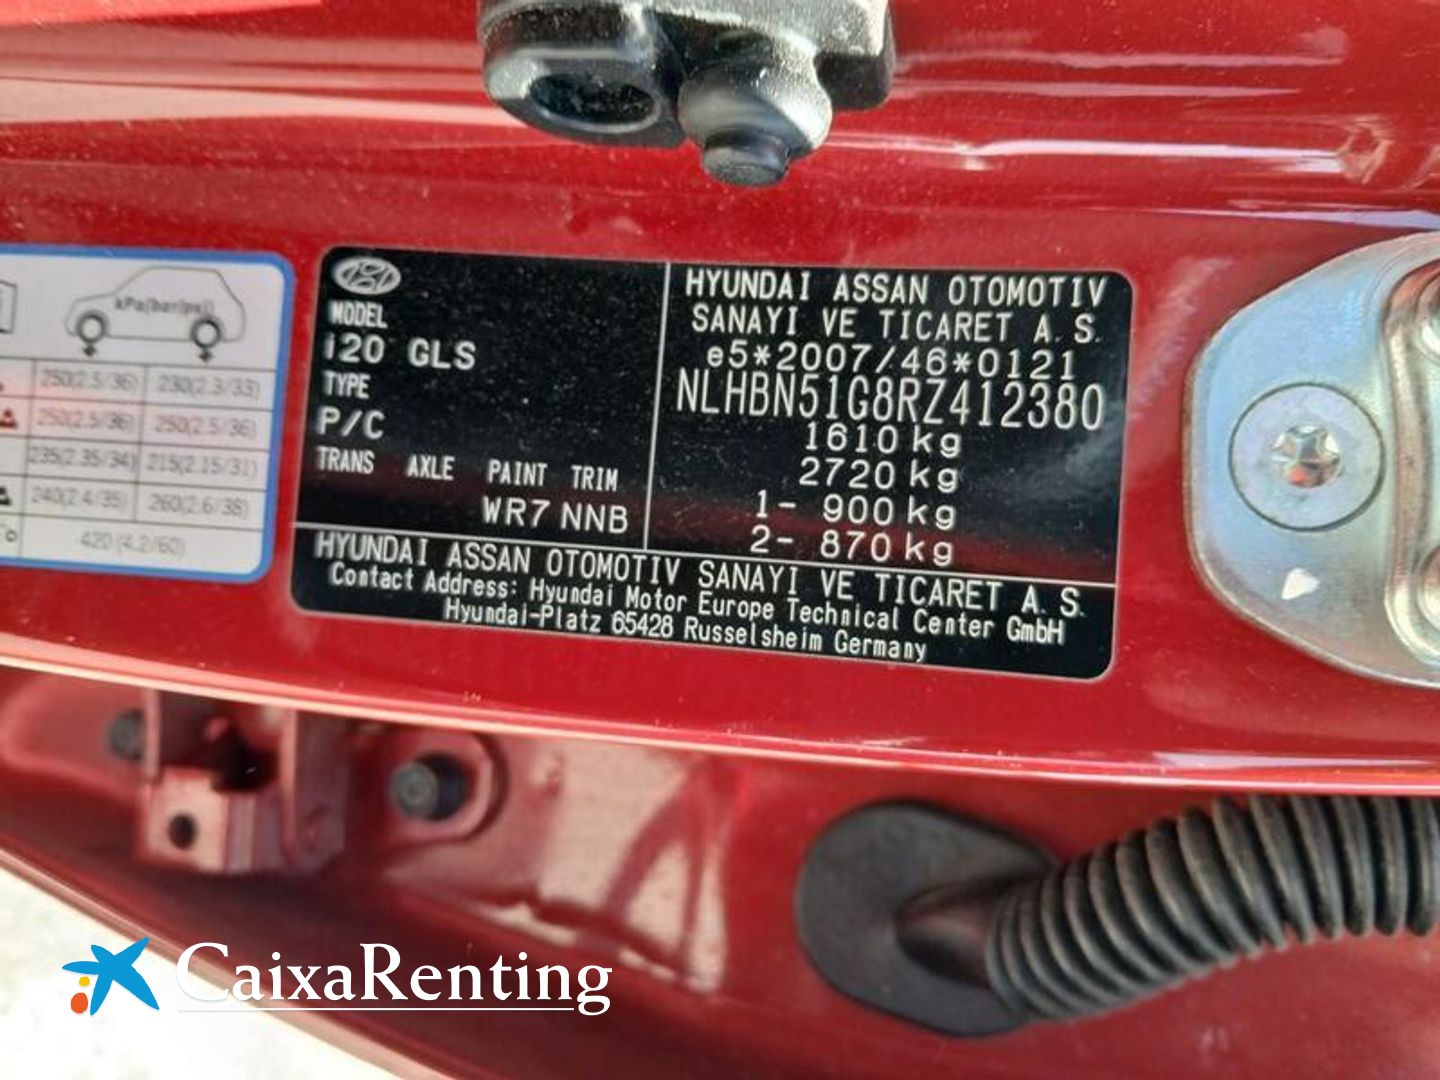 kPa(bar/psi)
250(2.5/36) 230(2.3/33)
250(2.5/36) 250(2.5/36)
235(2.35/34) 215(2.15/31)
240(2.4/35) 260(2.6/38)
420(4.2/60)
MODEL
i20 GLS
TYPE
P/C
TRANS AXLE PAINT TRIM
WR7 NNB
HYUNDAI ASSAN OTOMOTIV
SANAYI VE TICARET A. S.
e5*2007/46*0121
NLHBN51G8RZ412380
1610 kg
2720 kg
1- 900 kg
2- 870 kg
HYUNDAI ASSAN OTOMOTIV SANAYI VE TICARET A. S.
Contact Address: Hyundai Motor Europe Technical Center GmbH
Hyundai-Platz 65428 Russelsheim Germany
CaixaRenting